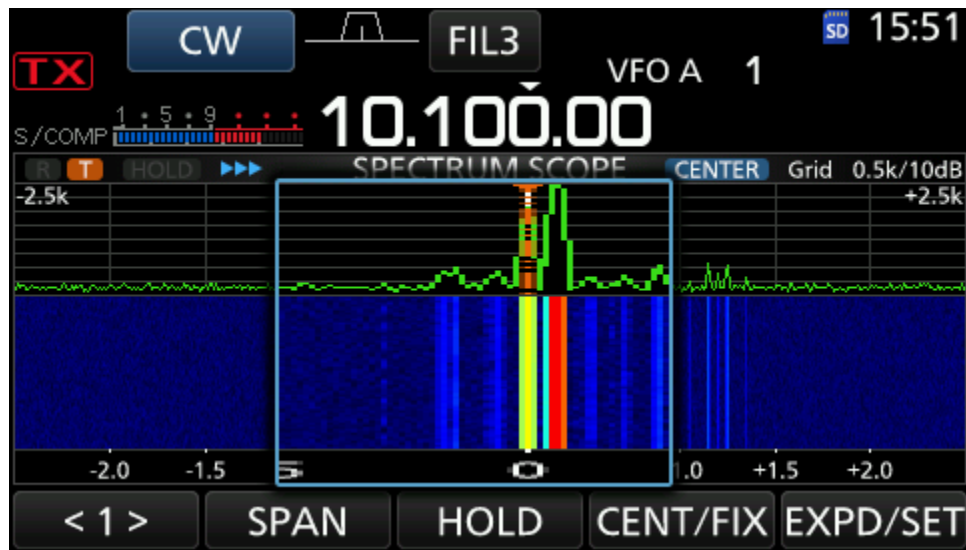 CW FIL3 SD 15:51
TX VFO A 1
1 5 9
S/COMP 10.100.00
R T HOLD SPECTRUM SCOPE CENTER Grid 0.5k/10dB
-2.5k +2.5k
-2.0 -1.5 0 1.0 +1.5 +2.0
< 1 > SPAN HOLD CENT/FIX EXPD/SET